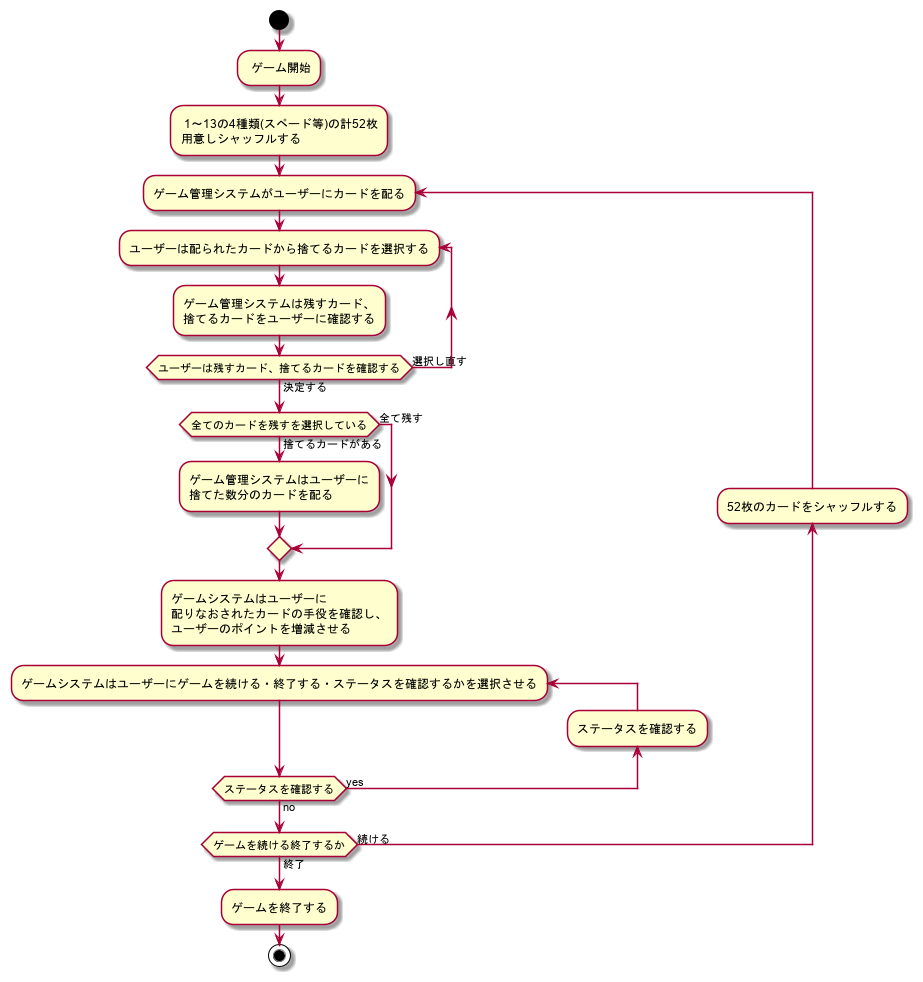 ゲーム開始
1〜13の4種類(スペード等)の計52枚
用意しシャッフルする
ゲーム管理システムがユーザーにカードを配る
ユーザーは配られたカードから捨てるカードを選択する
ゲーム管理システムは残すカード、
捨てるカードをユーザーに確認する
ユーザーは残すカード、捨てるカードを確認する
選択し直す
決定する
全てのカードを残すを選択している
全て残す
捨てるカードがある
ゲーム管理システムはユーザーに
捨てた数分のカードを配る
52枚のカードをシャッフルする
ゲームシステムはユーザーに
配りなおされたカードの手役を確認し、
ユーザーのポイントを増減させる
ゲームシステムはユーザーにゲームを続ける・終了する・ステータスを確認するかを選択させる
ステータスを確認する
ステータスを確認する
yes
no
ゲームを続ける終了するか
続ける
終了
ゲームを終了する